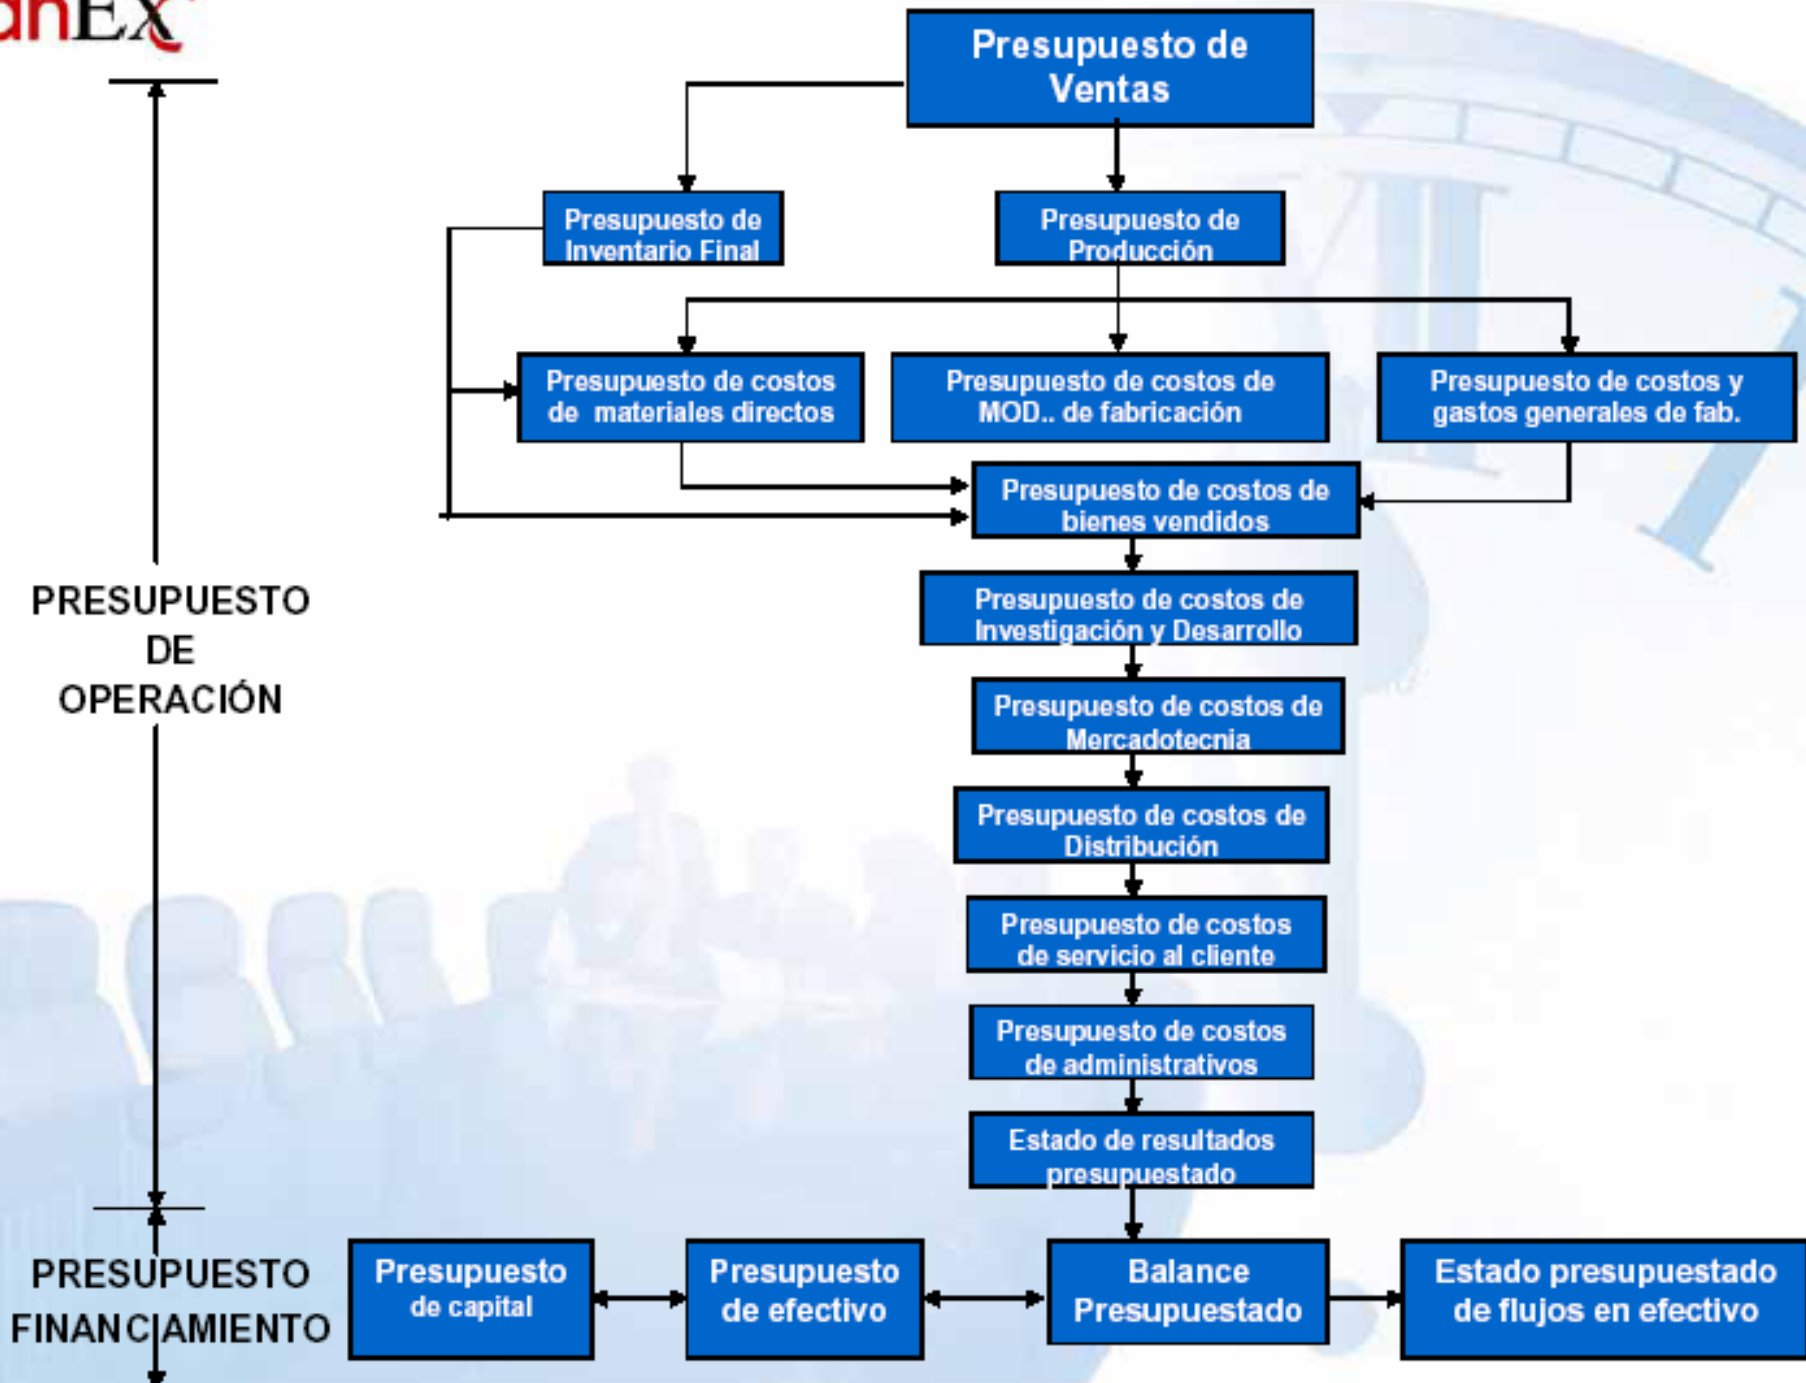 anEx
Presupuesto de
Ventas
Presupuesto de
Inventario Final
Presupuesto de
Producción
Presupuesto de costos
de materiales directos
Presupuesto de costos de
MOD.. de fabricación
Presupuesto de costos y
gastos generales de fab.
Presupuesto de costos de
bienes vendidos
PRESUPUESTO
DE
OPERACIÓN
Presupuesto de costos de
Investigación y Desarrollo
Presupuesto de costos de
Mercadotecnia
Presupuesto de costos de
Distribución
Presupuesto de costos
de servicio al cliente
Presupuesto de costos
de administrativos
Estado de resultados
presupuestado
PRESUPUESTO
FINANCIAMIENTO
Presupuesto
de capital
Presupuesto
de efectivo
Balance
Presupuestado
Estado presupuestado
de flujos en efectivo